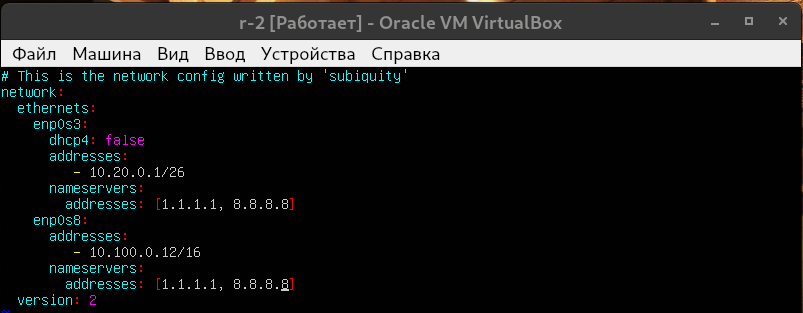 r-2 [Работает] - Oracle VM VirtualBox
Файл Машина Вид Ввод Устройства Справка
# This is the network config written by 'subiquity'
network:
  ethernets:
    enp0s3:
      dhcp4: false
      addresses:
         - 10.20.0.1/26
      nameservers:
        addresses: [1.1.1.1, 8.8.8.8]
    enp0s8:
      addresses:
         - 10.100.0.12/16
      nameservers:
        addresses: [1.1.1.1, 8.8.8.8]
  version: 2
~